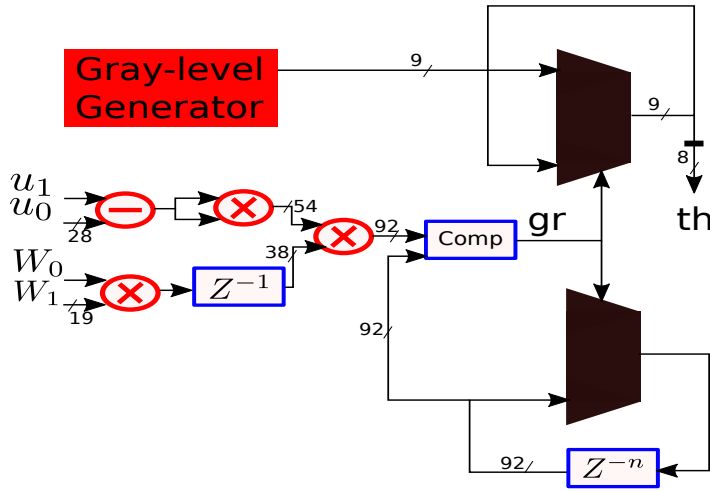 Gray-level
Generator
9
9
8
th
u₁
u₀
28
54
W₀
W₁
19
Z⁻¹
38
92
Comp
gr
92
92
Z⁻ⁿ